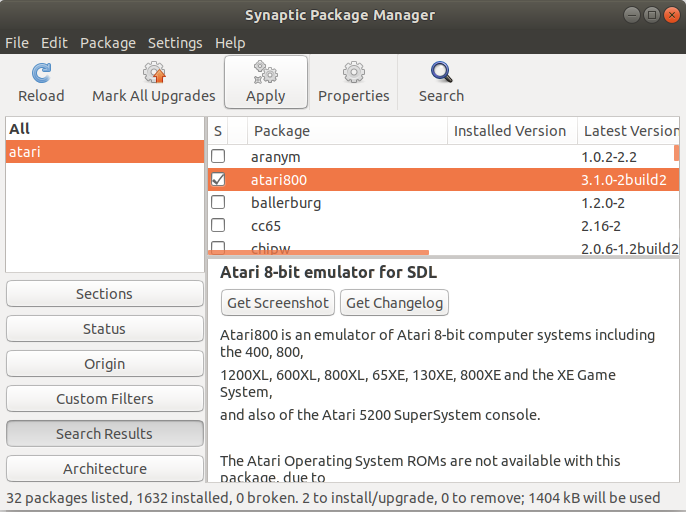 Synaptic Package Manager
File Edit Package Settings Help
Reload Mark All Upgrades Apply Properties Search
All
atari
S Package Installed Version Latest Version
aranym 1.0.2-2.2
atari800 3.1.0-2build2
ballerburg 1.2.0-2
cc65 2.16-2
chipw 2.0.6-1.2build2
Sections
Status
Origin
Custom Filters
Search Results
Architecture
Atari 8-bit emulator for SDL
Get Screenshot Get Changelog
Atari800 is an emulator of Atari 8-bit computer systems including
the 400, 800,
1200XL, 600XL, 800XL, 65XE, 130XE, 800XE and the XE Game
System,
and also of the Atari 5200 SuperSystem console.
The Atari Operating System ROMs are not available with this
package, due to
32 packages listed, 1632 installed, 0 broken. 2 to install/upgrade, 0 to remove; 1404 kB will be used